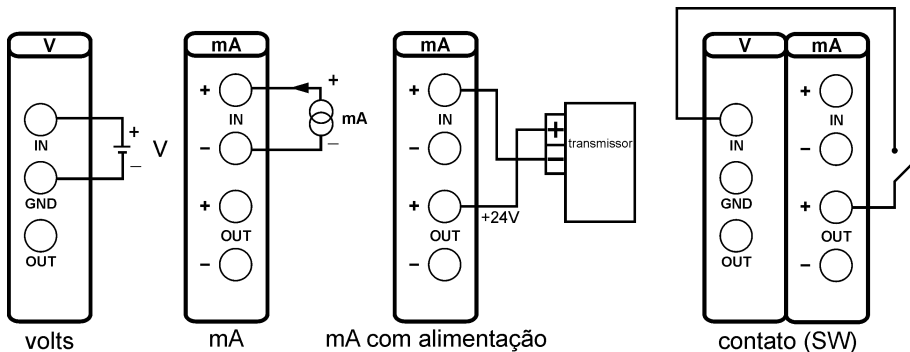 V
IN
+
–
V
GND
OUT
volts
mA
+
IN
–
+
OUT
–
+
mA
–
mA
mA
+
IN
–
+
OUT
–
+24V
+
–
transmissor
mA com alimentação
V
IN
GND
OUT
mA
+
IN
–
+
OUT
–
contato (SW)